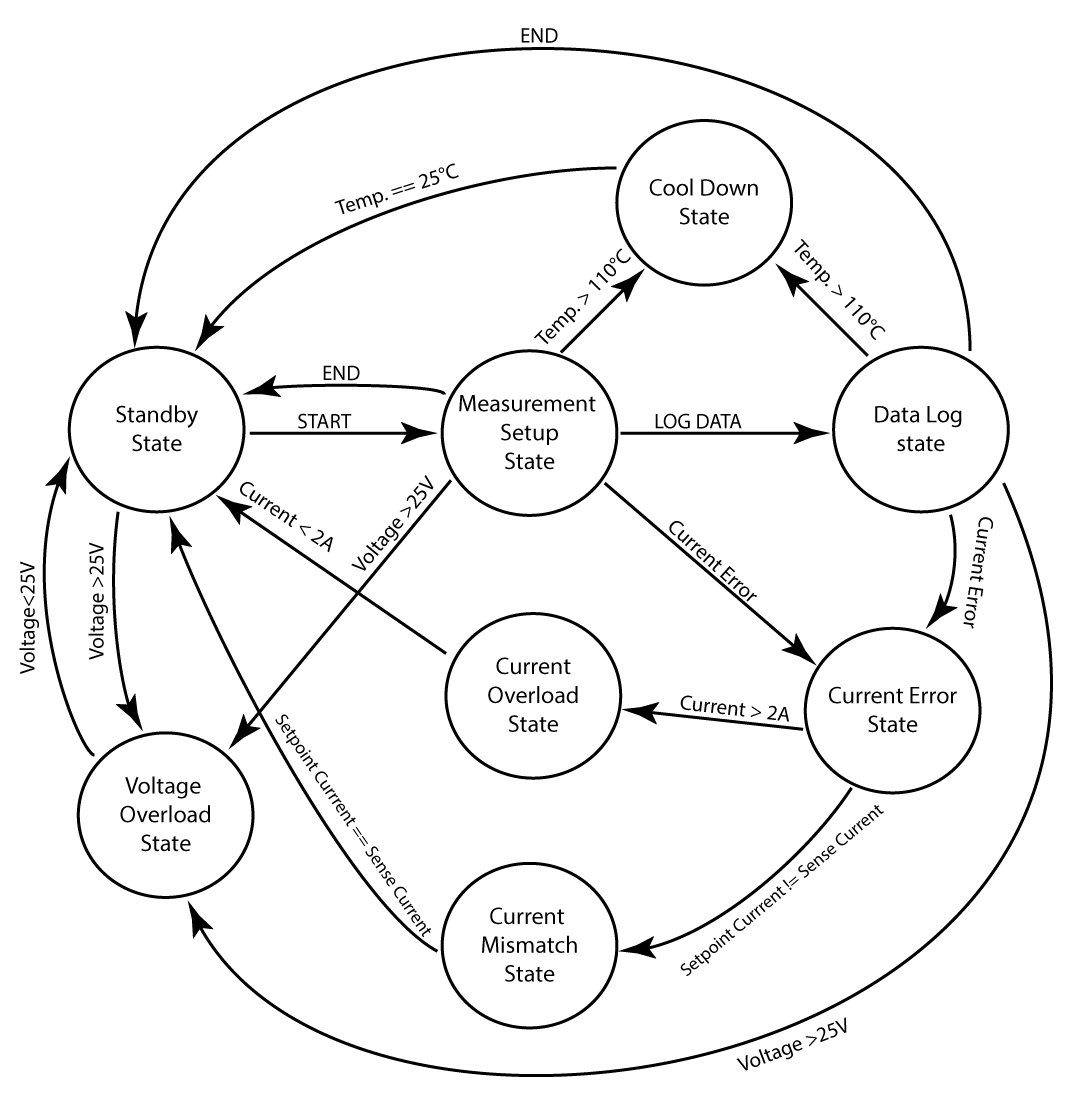 END
Temp. == 25°C
Cool Down
State
Temp. > 110°C
Temp. > 110°C
Standby
State
END
START
Measurement
Setup
State
LOG DATA
Data Log
state
Current < 2A
Voltage >25V
Current Error
Current Error
Voltage<25V
Voltage >25V
Current
Overload
State
Current > 2A
Current Error
State
Setpoint Currrent == Sense Current
Setpoint Currrent != Sense Current
Voltage
Overload
State
Current
Mismatch
State
Voltage >25V